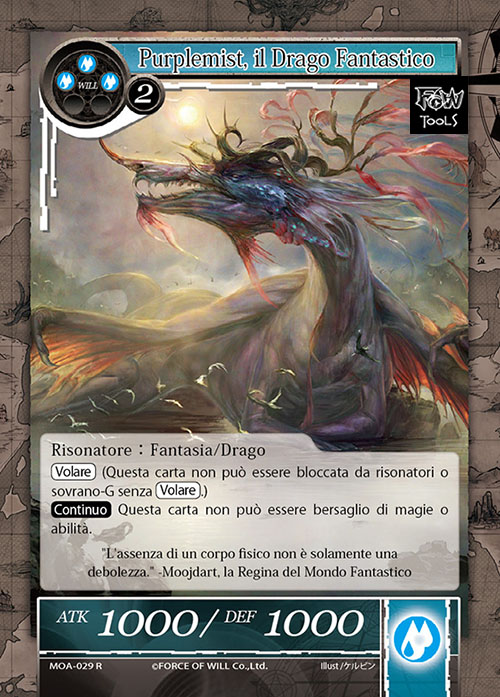 Purplemist, il Drago Fantastico
WILL
2
FOW
TOOLS
Risonatore : Fantasia/Drago
Volare (Questa carta non può essere bloccata da risonatori o
sovrano-G senza Volare.)
Continuo Questa carta non può essere bersaglio di magie o
abilità.
"L'assenza di un corpo fisico non è solamente una
debolezza." -Moojdart, la Regina del Mondo Fantastico
ATK 1000/ DEF 1000
MOA-029 R ©FORCE OF WILL Co.,Ltd. Illust/ケルビン